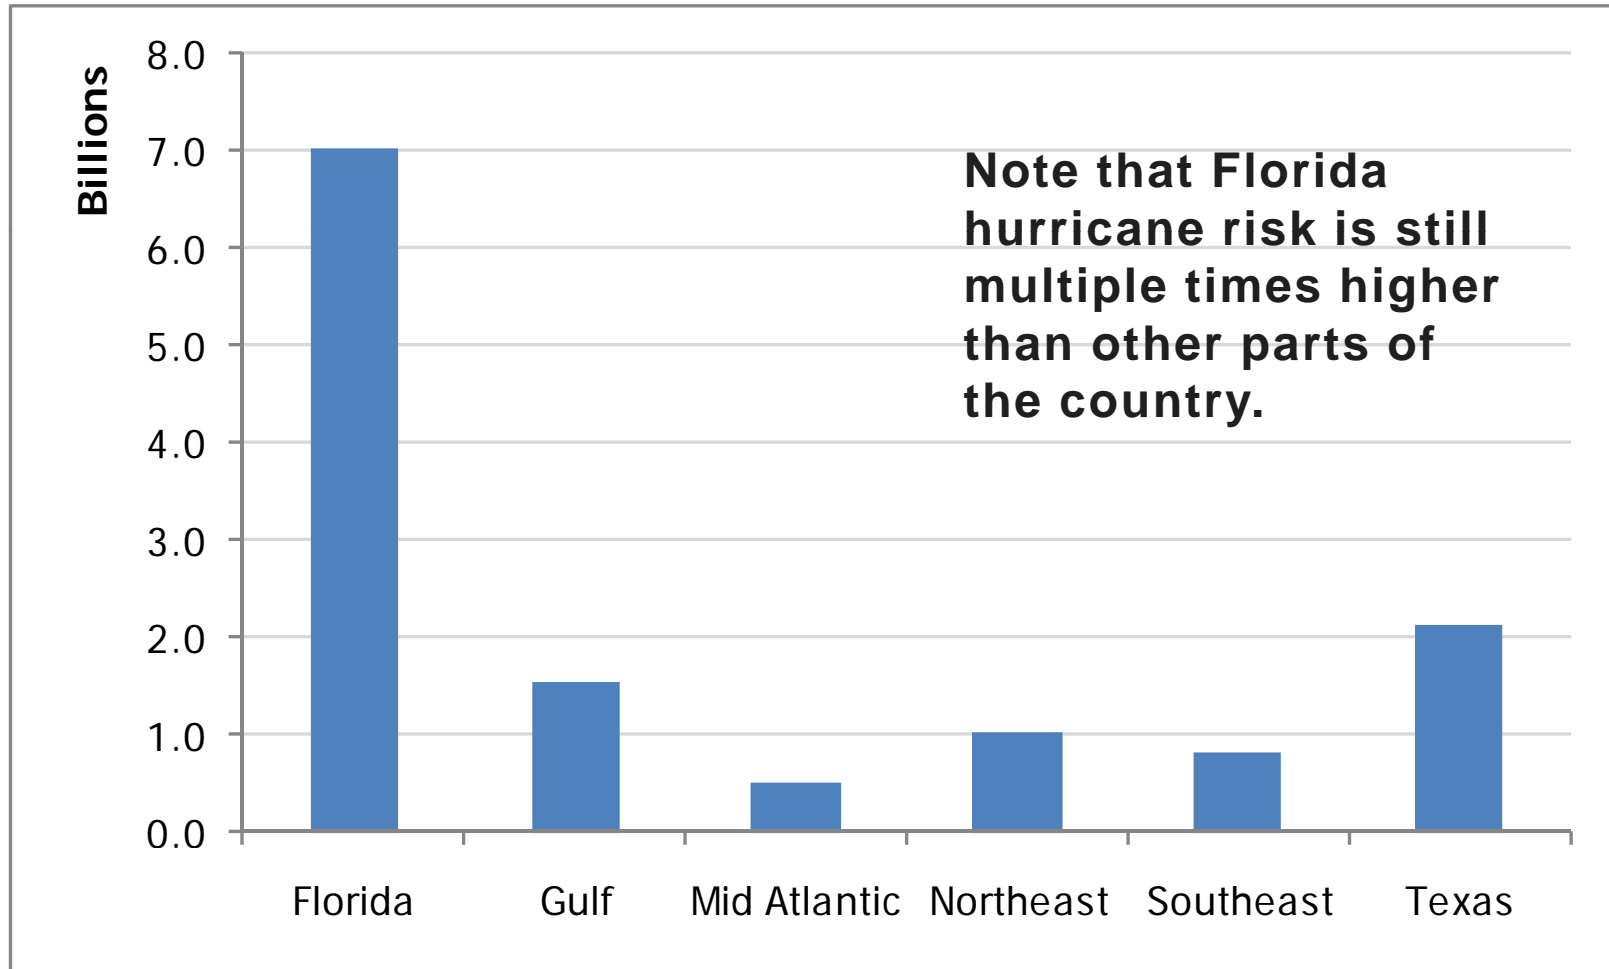 8.0
Billions
7.0
6.0
5.0
4.0
3.0
2.0
1.0
0.0
Note that Florida
hurricane risk is still
multiple times higher
than other parts of
the country.
Florida
Gulf
Mid Atlantic
Northeast
Southeast
Texas